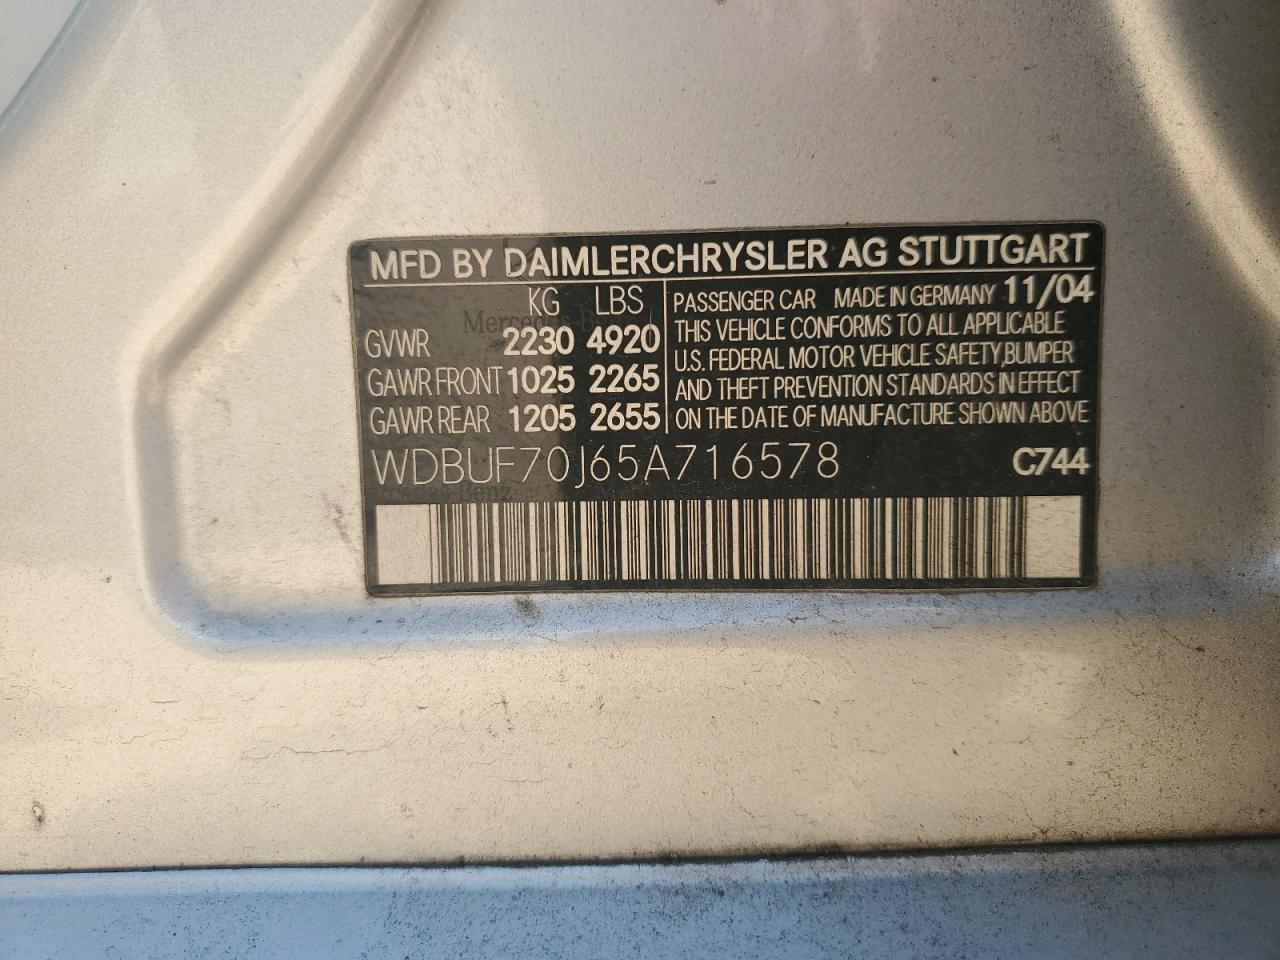 MFD BY DAIMLERCHRYSLER AG STUTTGART
KG LBS
GVWR 2230 4920
GAWR FRONT 1025 2265
GAWR REAR 1205 2655
PASSENGER CAR MADE IN GERMANY 11/04
THIS VEHICLE CONFORMS TO ALL APPLICABLE
U.S. FEDERAL MOTOR VEHICLE SAFETY,BUMPER
AND THEFT PREVENTION STANDARDS IN EFFECT
ON THE DATE OF MANUFACTURE SHOWN ABOVE
WDBUF70J65A716578 C744